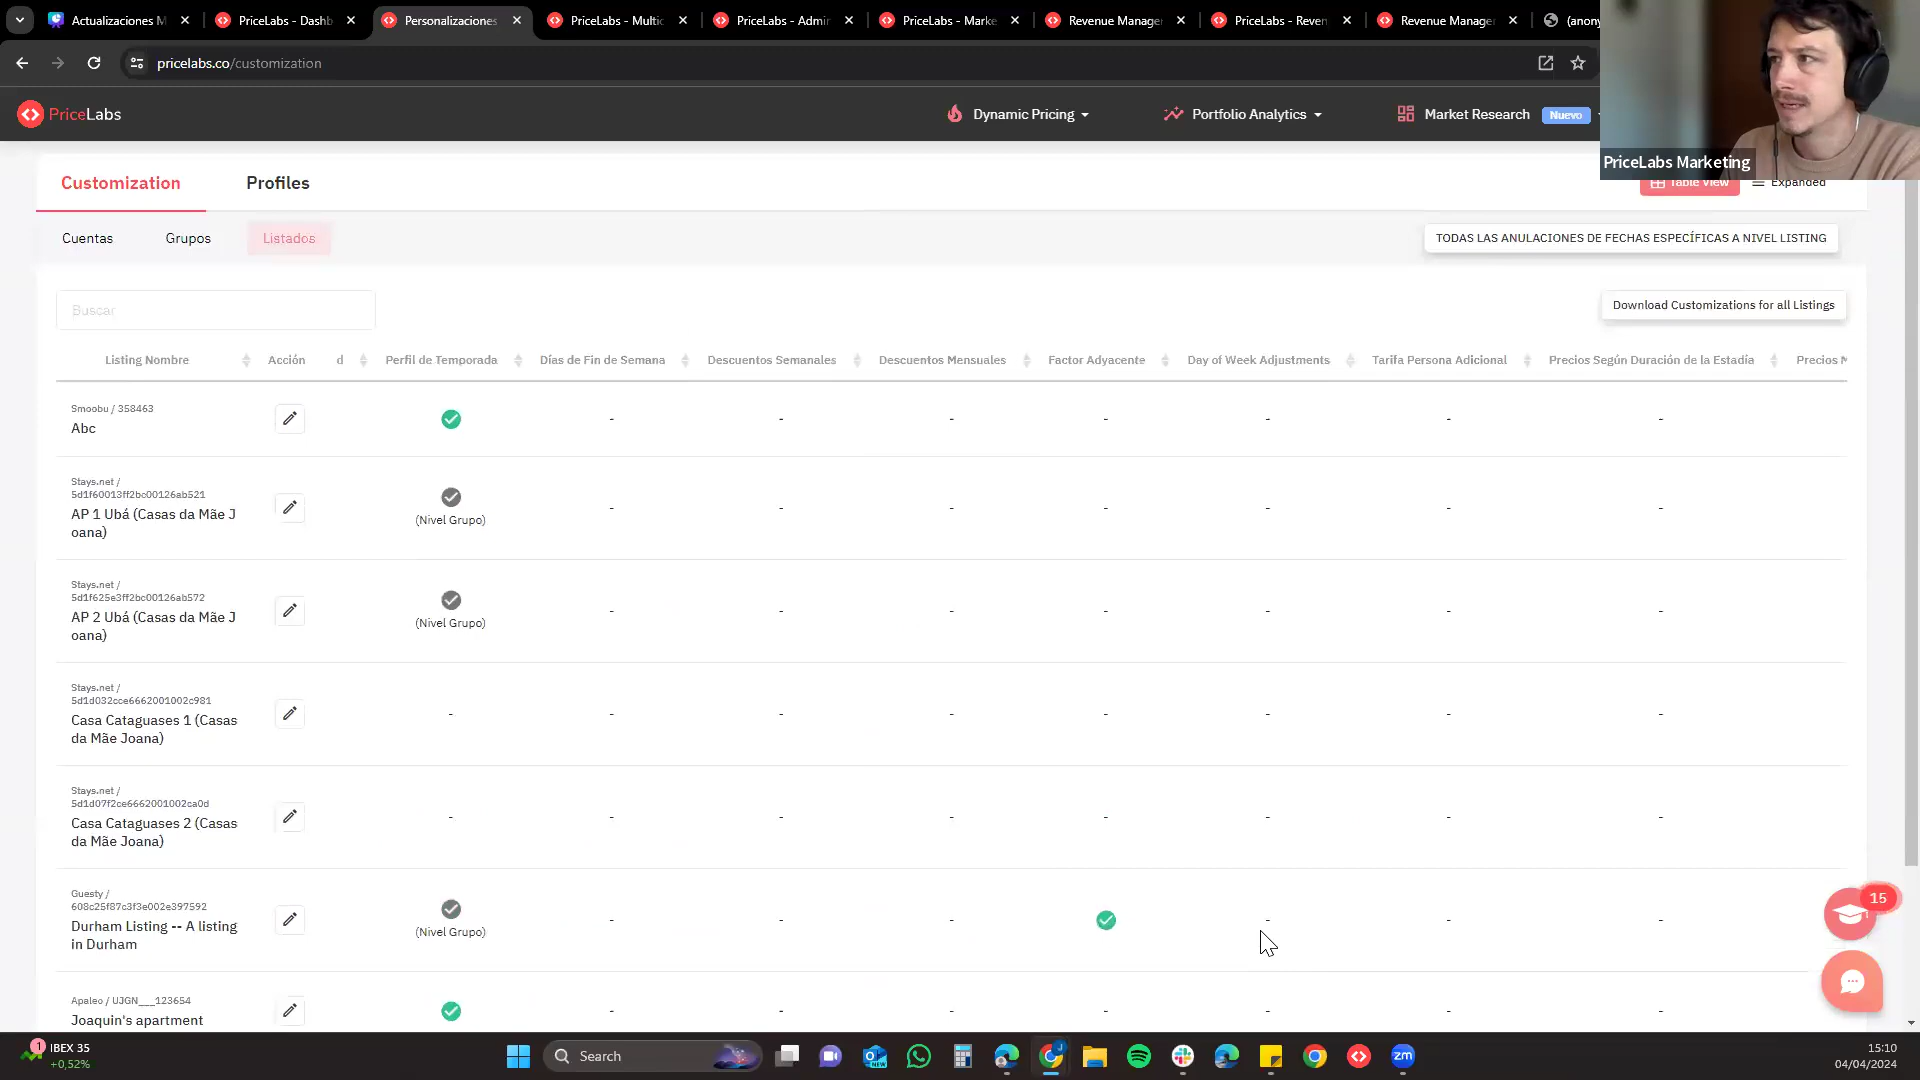 Actualizaciones M
PriceLabs - Dashb
Personalizaciones
PriceLabs - Multic
PriceLabs - Admir
PriceLabs - Marke
Revenue Manager
PriceLabs - Reven
Revenue Manager
(anony
pricelabs.co/customization
PriceLabs
Dynamic Pricing
Portfolio Analytics
Market Research
Nuevo
PriceLabs Marketing
Customization
Profiles
Table View
Expanded
Cuentas
Grupos
Listados
TODAS LAS ANULACIONES DE FECHAS ESPECÍFICAS A NIVEL LISTING
Buscar
Download Customizations for all Listings
Listing Nombre
Acción
d
Perfil de Temporada
Días de Fin de Semana
Descuentos Semanales
Descuentos Mensuales
Factor Adyacente
Day of Week Adjustments
Tarifa Persona Adicional
Precios Según Duración de la Estadía
Precios M
Smoobu / 358463
Abc
- - - - - - -
Stays.net /
5d1f60013ff2bc00126ab521
AP 1 Ubá (Casas da Mãe J
oana)
(Nivel Grupo)
- - - - - - -
Stays.net /
5d1f625e3ff2bc00126ab572
AP 2 Ubá (Casas da Mãe J
oana)
(Nivel Grupo)
- - - - - - -
Stays.net /
5d1d032cce6662001002c981
Casa Cataguases 1 (Casas
da Mãe Joana)
- - - - - - - -
Stays.net /
5d1d07f2ce6662001002ca0d
Casa Cataguases 2 (Casas
da Mãe Joana)
- - - - - - - -
Guesty /
608c25f87c3f3e002e397592
Durham Listing -- A listing
in Durham
(Nivel Grupo)
- - - - - -
Apaleo / UJGN___123654
Joaquin's apartment
- - - - - - -
15
1
IBEX 35
+0,52%
Search
NEW
zm
15:10
04/04/2024